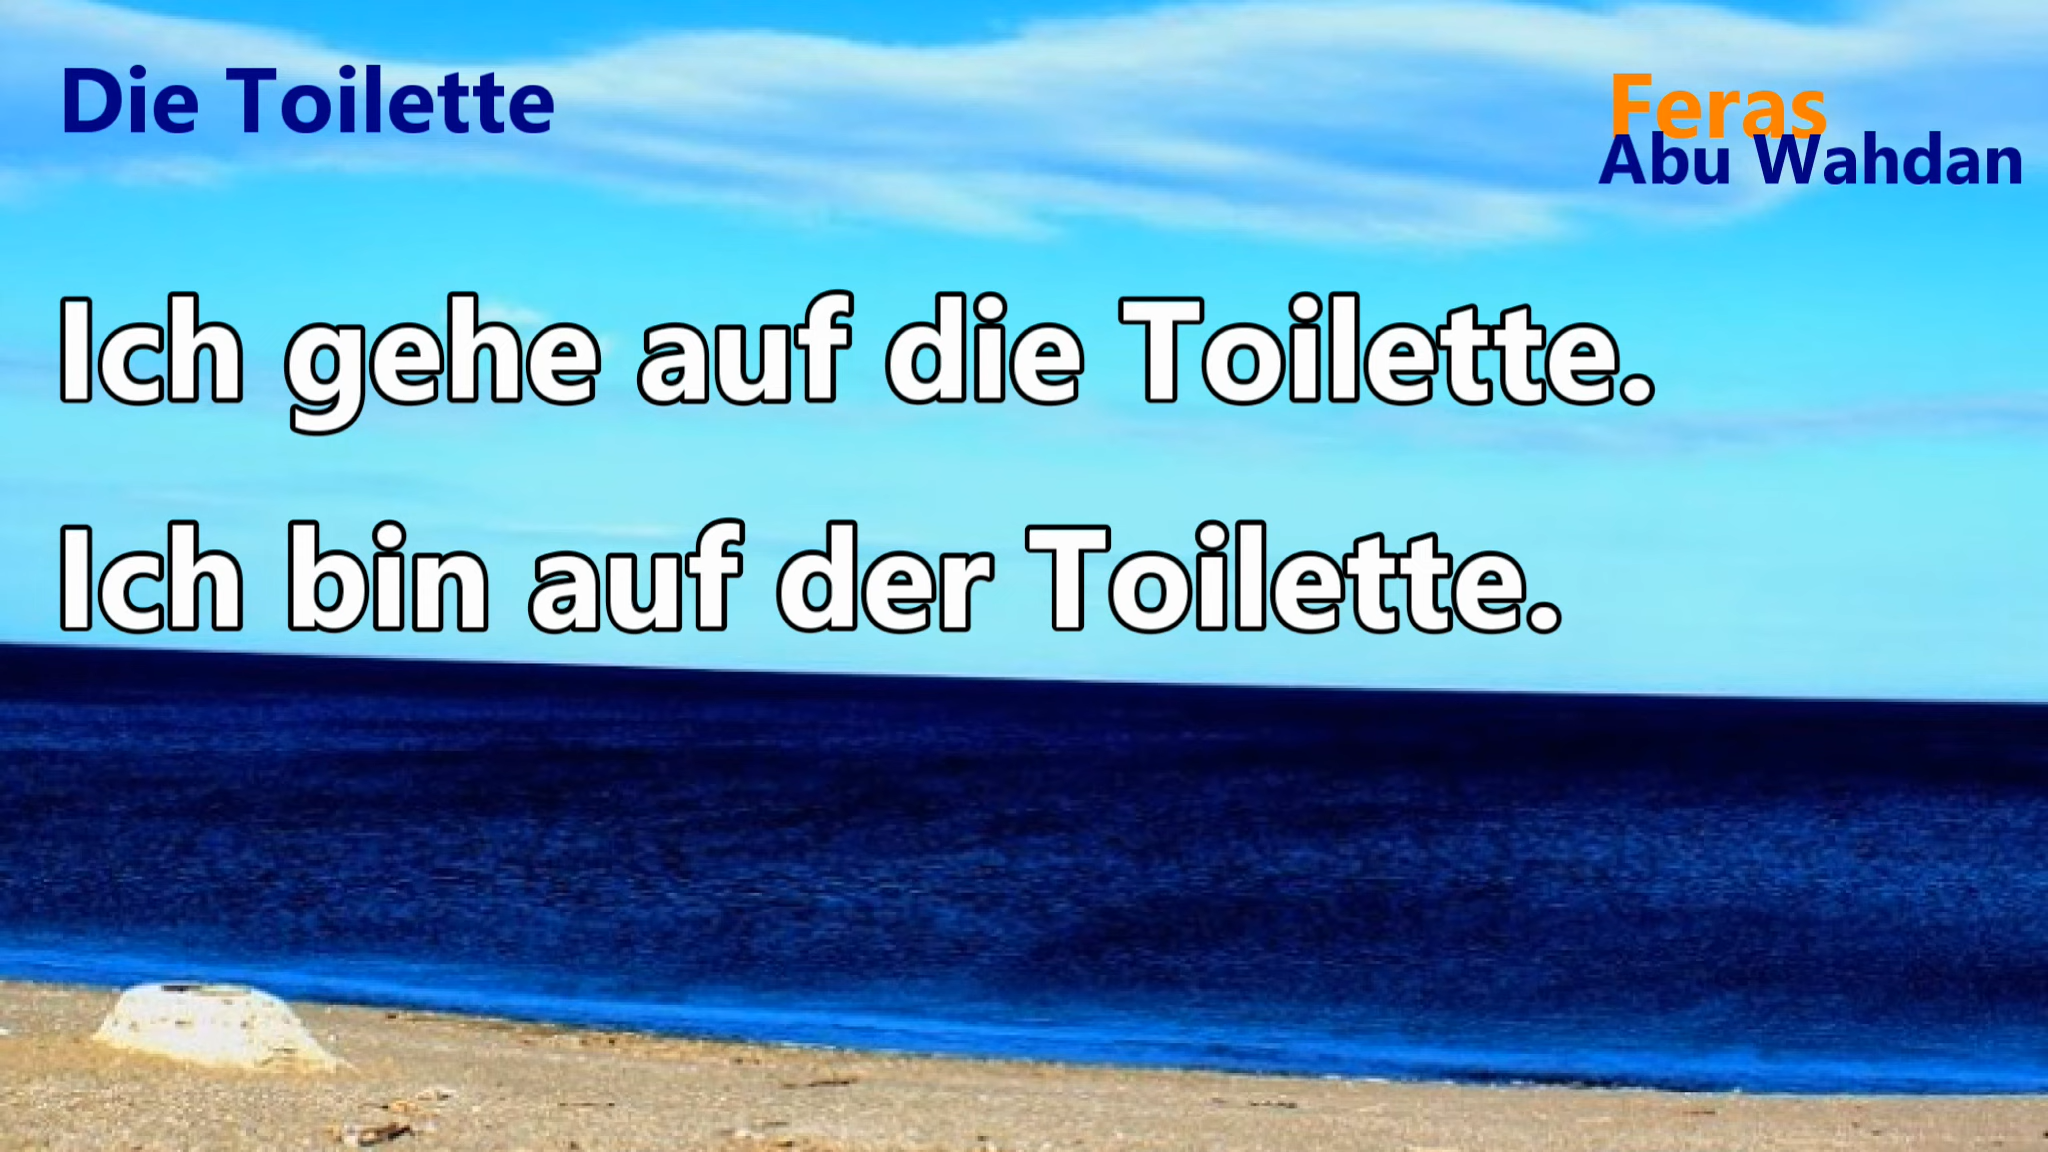 Die Toilette
Feras
Abu Wahdan
Ich gehe auf die Toilette.
Ich bin auf der Toilette.